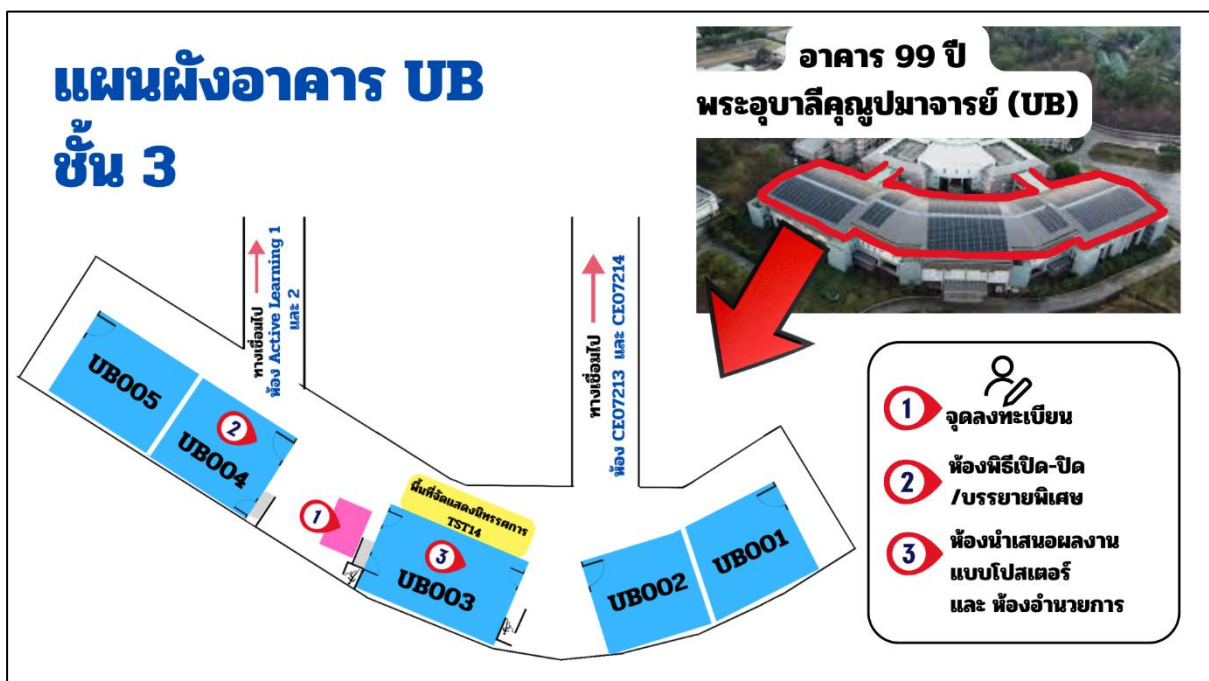 แผนผังอาคาร UB
ชั้น 3
อาคาร 99 ปี
พระอุบาลีคุณูปมาจารย์ (UB)
ทางเชื่อมไป
ห้อง Active Learning 1
และ 2
ทางเชื่อมไป
ห้อง CEO7213 และ CEO7214
UB005
2
UB004
1
พื้นที่จัดแสดงนิทรรศการ
TST14
3
UB003
UB002
UB001
1
จุดลงทะเบียน
2
ห้องพิธีเปิด-ปิด
/บรรยายพิเศษ
3
ห้องนำเสนอผลงาน
แบบโปสเตอร์
และ ห้องอำนวยการ